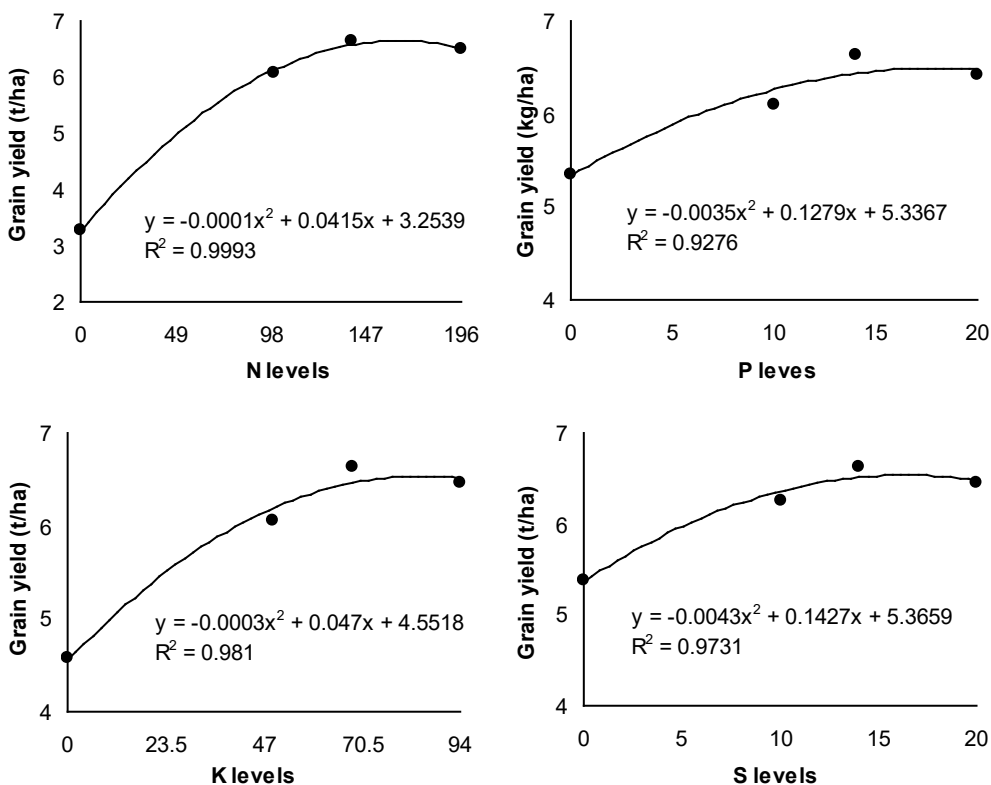 7
6
5
4
3
2
Grain yield (t/ha)
y = -0.0001x² + 0.0415x + 3.2539
R² = 0.9993
0 49 98 147 196
N levels
7
6
5
4
Grain yield (kg/ha)
y = -0.0035x² + 0.1279x + 5.3367
R² = 0.9276
0 5 10 15 20
P leves
7
6
5
4
Grain yield (t/ha)
y = -0.0003x² + 0.047x + 4.5518
R² = 0.981
0 23.5 47 70.5 94
K levels
7
6
5
4
Grain yield (t/ha)
y = -0.0043x² + 0.1427x + 5.3659
R² = 0.9731
0 5 10 15 20
S levels